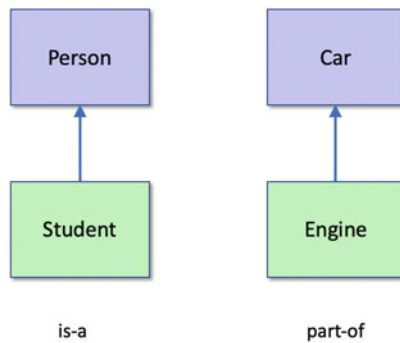 Person
Car
Student
Engine
is-a
part-of